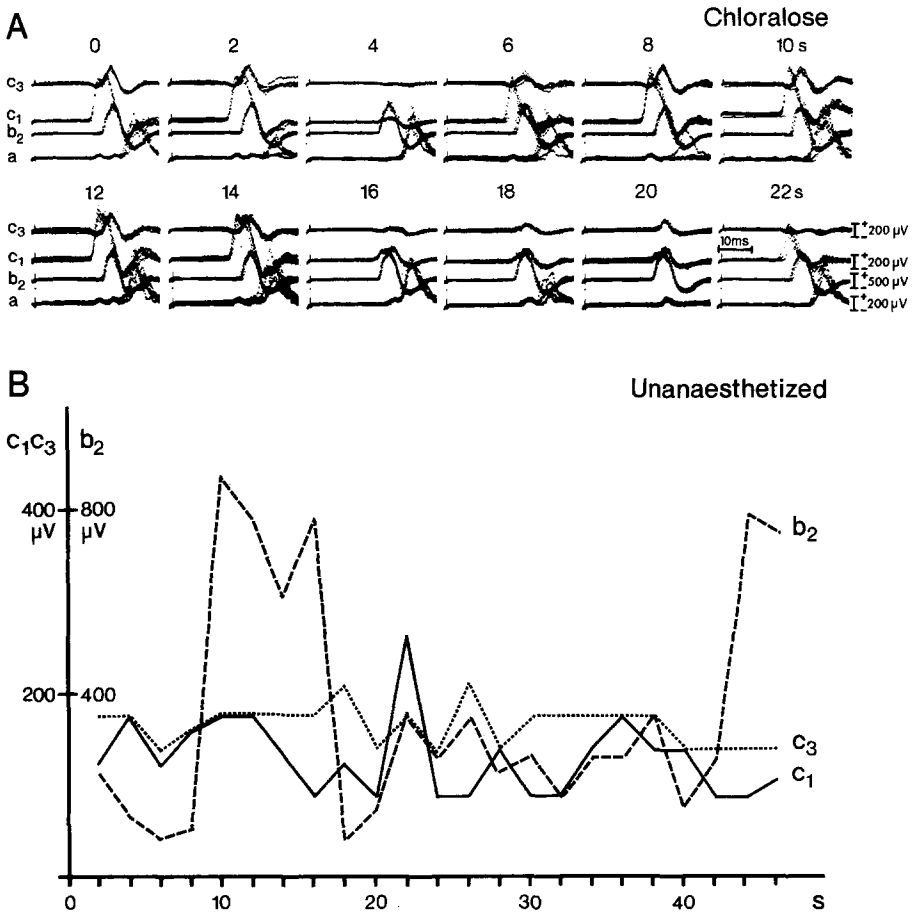 A
Chloralose
0 2 4 6 8 10 s
c3
c1
b2
a
12 14 16 18 20 22 s
c3
c1
b2
a
10ms
+ - 200 µV
+ - 200 µV
+ - 500 µV
+ - 200 µV
B
Unanaesthetized
c1c3 b2
400 800
µV µV
b2
200 400
c3
c1
0 10 20 30 40 S